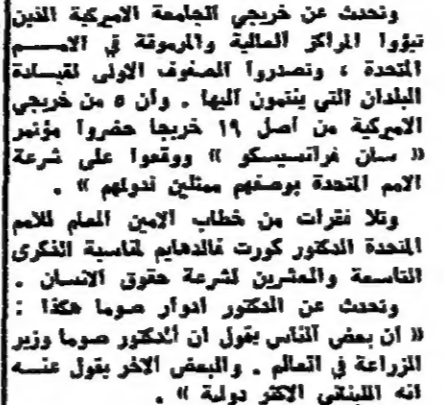 وتحدث عن خريجي الجامعة الاميركية الذين
تبوؤوا المراكز العالية والمرموقة في الامم
المتحدة ، وتصدروا الصفوف الاولى لقيادة
البلدان التي ينتمون اليها . وأن ٥ من خريجي
الاميركية من أصل ١٩ خريجا حضروا مؤتمر
« سان فرانسيسكو » ووقعوا على شرعة
الامم المتحدة بوصفهم ممثلين لدولهم » .
وتلا فقرات من خطاب الامين العام للامم
المتحدة الدكتور كورت فالدهايم لمناسبة الذكرى
التاسعة والعشرين لشرعة حقوق الانسان .
وتحدث عن الدكتور ادوار صوما هكذا :
« ان بعض الناس يقول ان الدكتور صوما وزير
الزراعة في العالم . والبعض الاخر يقول عنه
انه اللبناني الاكثر دولية » .